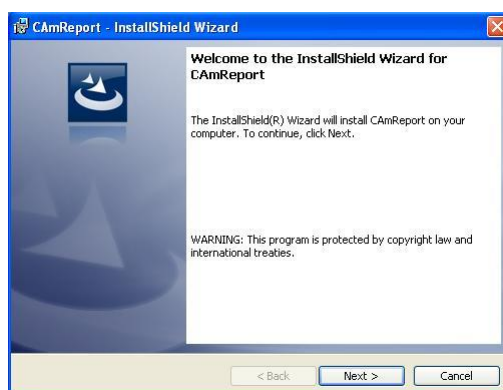 CAmReport - InstallShield Wizard
Welcome to the InstallShield Wizard for
CAmReport
The InstallShield(R) Wizard will install CAmReport on your
computer. To continue, click Next.
WARNING: This program is protected by copyright law and
international treaties.
< Back Next > Cancel